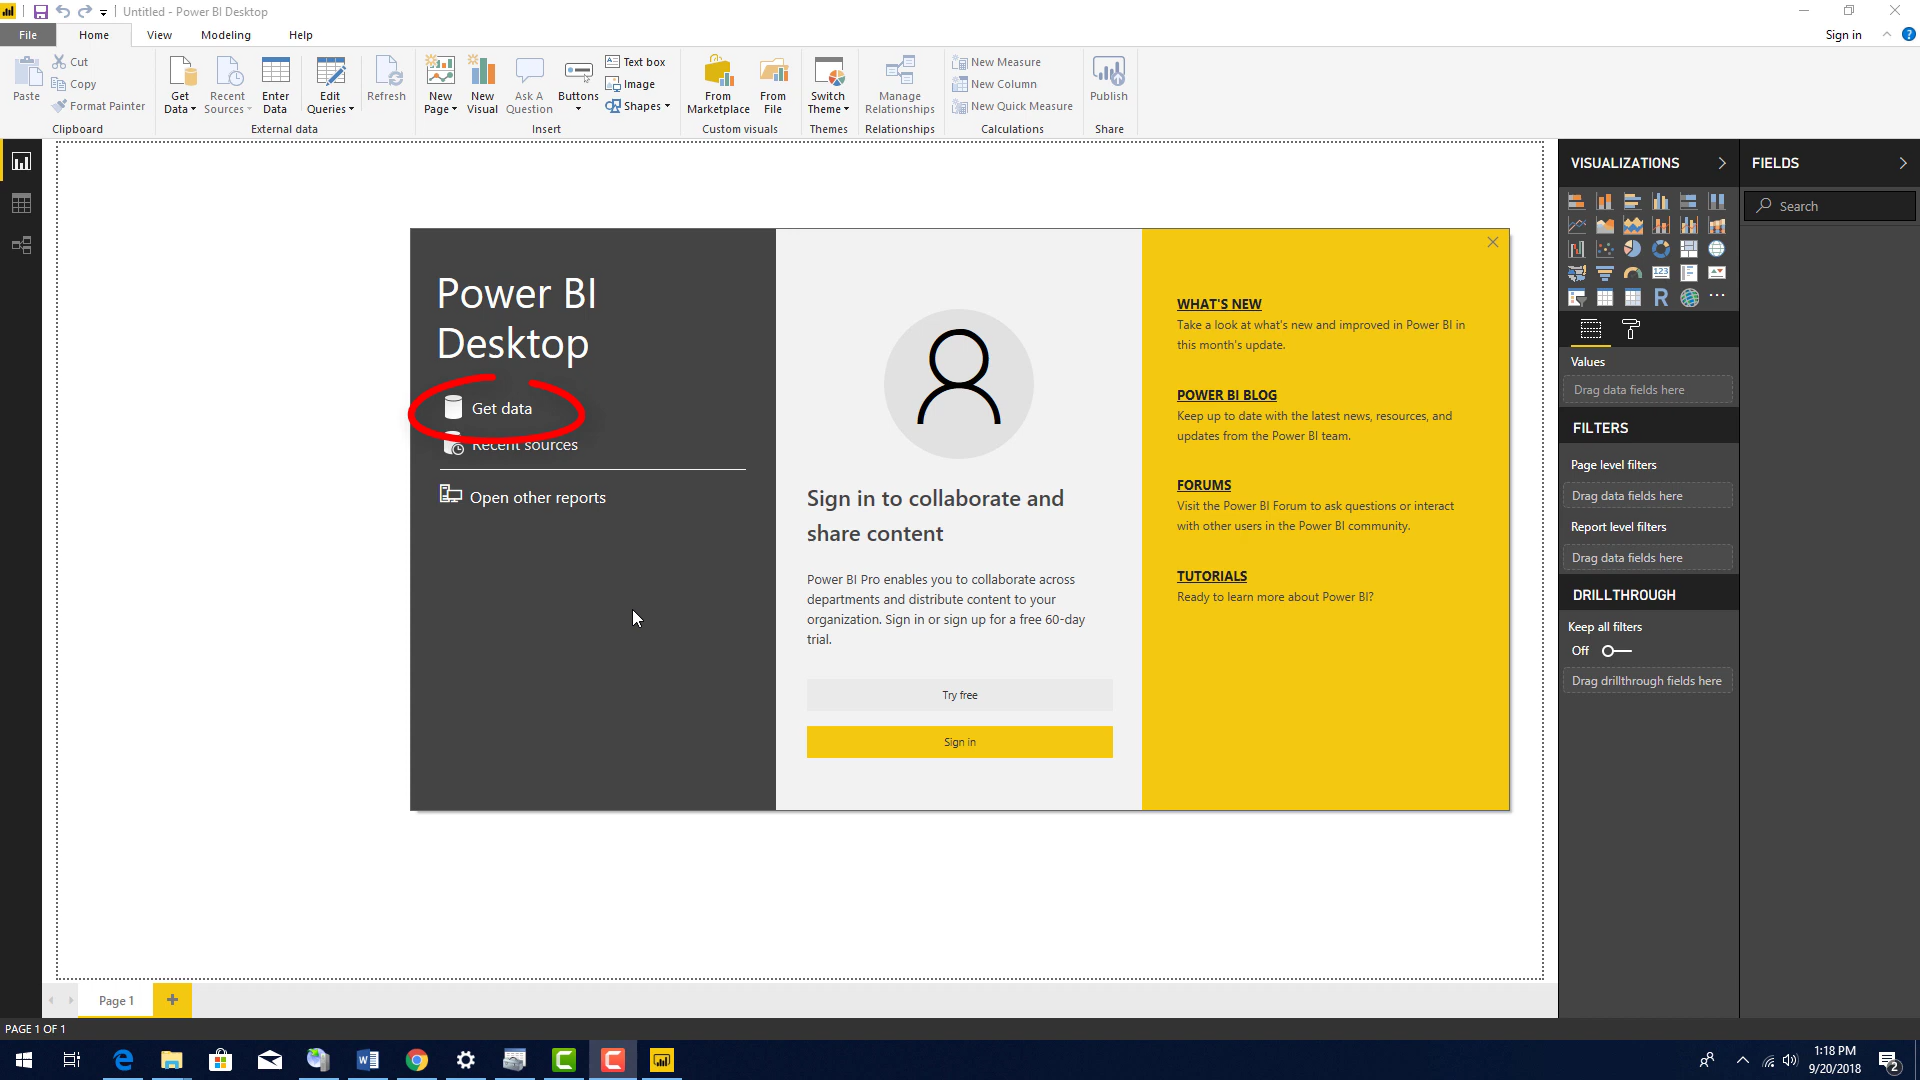 Untitled - Power BI Desktop
File
Home
View
Modeling
Help
Sign in
?
Paste
Cut
Copy
Format Painter
Clipboard
Get Data
Recent Sources
Enter Data
Edit Queries
Refresh
External data
New Page
New Visual
Ask A Question
Buttons
Text box
Image
Shapes
Insert
From Marketplace
From File
Custom visuals
Switch Theme
Themes
Manage Relationships
Relationships
New Measure
New Column
New Quick Measure
Calculations
Publish
Share
Power BI
Desktop
Get data
Recent sources
Open other reports
Sign in to collaborate and
share content
Power BI Pro enables you to collaborate across
departments and distribute content to your
organization. Sign in or sign up for a free 60-day
trial.
Try free
Sign in
WHAT'S NEW
Take a look at what's new and improved in Power BI in
this month's update.
POWER BI BLOG
Keep up to date with the latest news, resources, and
updates from the Power BI team.
FORUMS
Visit the Power BI Forum to ask questions or interact
with other users in the Power BI community.
TUTORIALS
Ready to learn more about Power BI?
VISUALIZATIONS
123
R
Values
Drag data fields here
FILTERS
Page level filters
Drag data fields here
Report level filters
Drag data fields here
DRILLTHROUGH
Keep all filters
Off
Drag drillthrough fields here
FIELDS
Search
Page 1
+
PAGE 1 OF 1
1:18 PM
9/20/2018
2